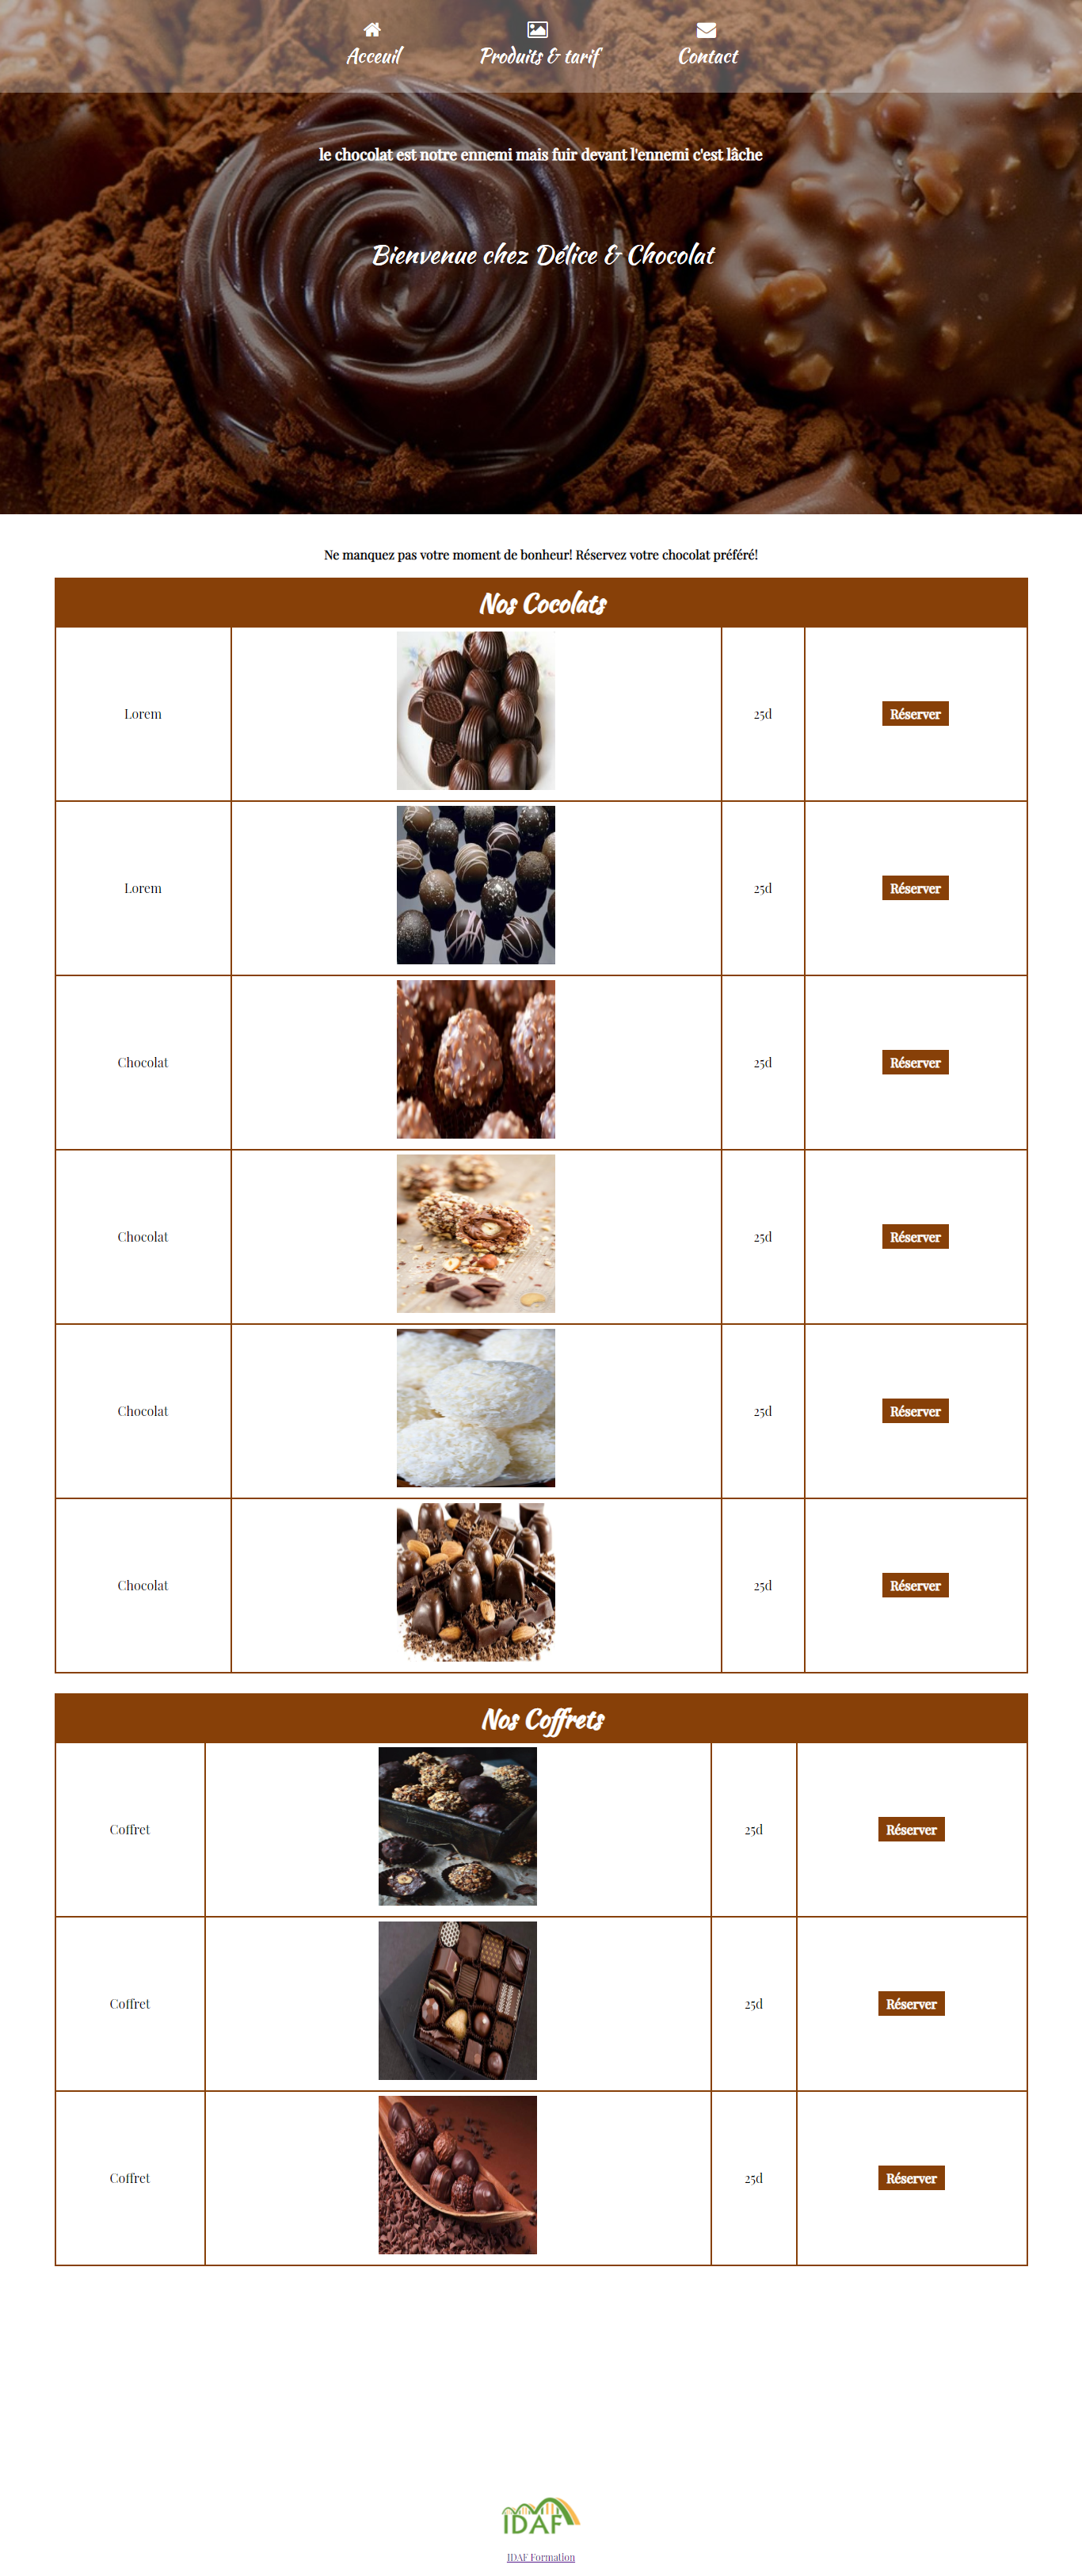 Acceuil
Produits & tarif
Contact
le chocolat est notre ennemi mais fuir devant l'ennemi c'est lâche
Bienvenue chez Délice & Chocolat
Ne manquez pas votre moment de bonheur! Réservez votre chocolat préféré!
Nos Cocolats
Lorem 25d Réserver
Lorem 25d Réserver
Chocolat 25d Réserver
Chocolat 25d Réserver
Chocolat 25d Réserver
Chocolat 25d Réserver
Nos Coffrets
Coffret 25d Réserver
Coffret 25d Réserver
Coffret 25d Réserver
IDAF
IDAF Formation